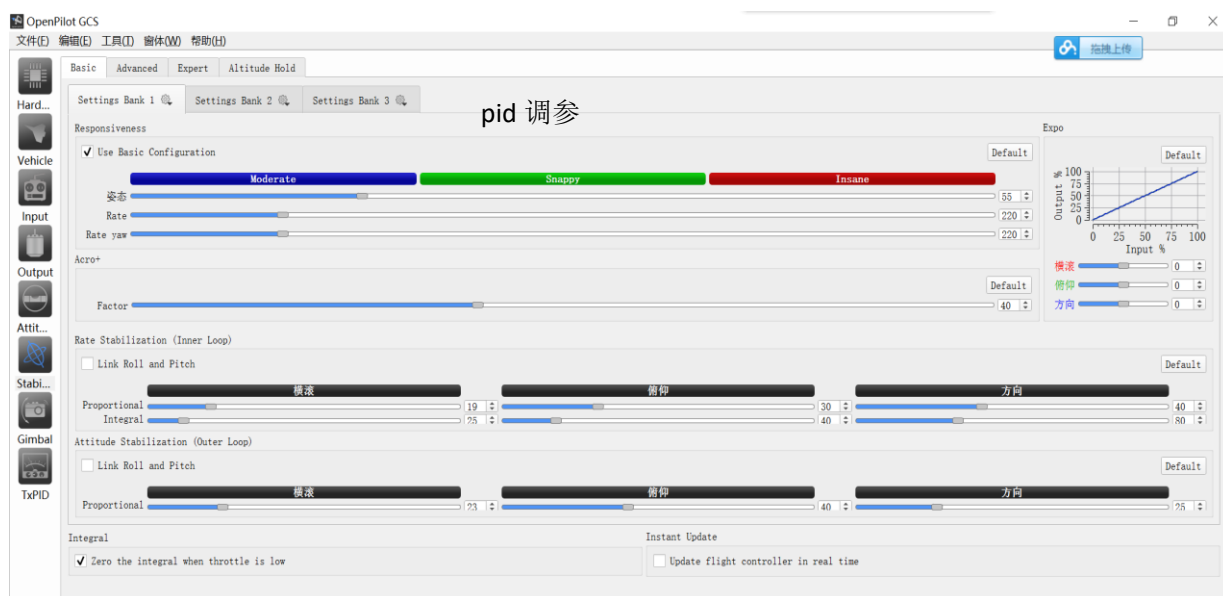 OpenPilot GCS
文件(F) 编辑(E) 工具(T) 窗体(W) 帮助(H)
拖拽上传
Basic Advanced Expert Altitude Hold
Hard...
Vehicle
Input
Output
Attit...
Stabi...
Gimbal
TxPID
Settings Bank 1 Settings Bank 2 Settings Bank 3
pid 调参
Responsiveness
Use Basic Configuration Default
Moderate Snappy Insane
姿态 55
Rate 220
Rate yaw 220
Expo
Default
Output %
100
75
50
25
0
0 25 50 75 100
Input %
横滚 0
俯仰 0
方向 0
Acro+
Default
Factor 40
Rate Stabilization (Inner Loop)
Link Roll and Pitch Default
横滚 俯仰 方向
Proportional 19 30 40
Integral 25 40 80
Attitude Stabilization (Outer Loop)
Link Roll and Pitch Default
横滚 俯仰 方向
Proportional 23 40 25
Integral Instant Update
Zero the integral when throttle is low Update flight controller in real time